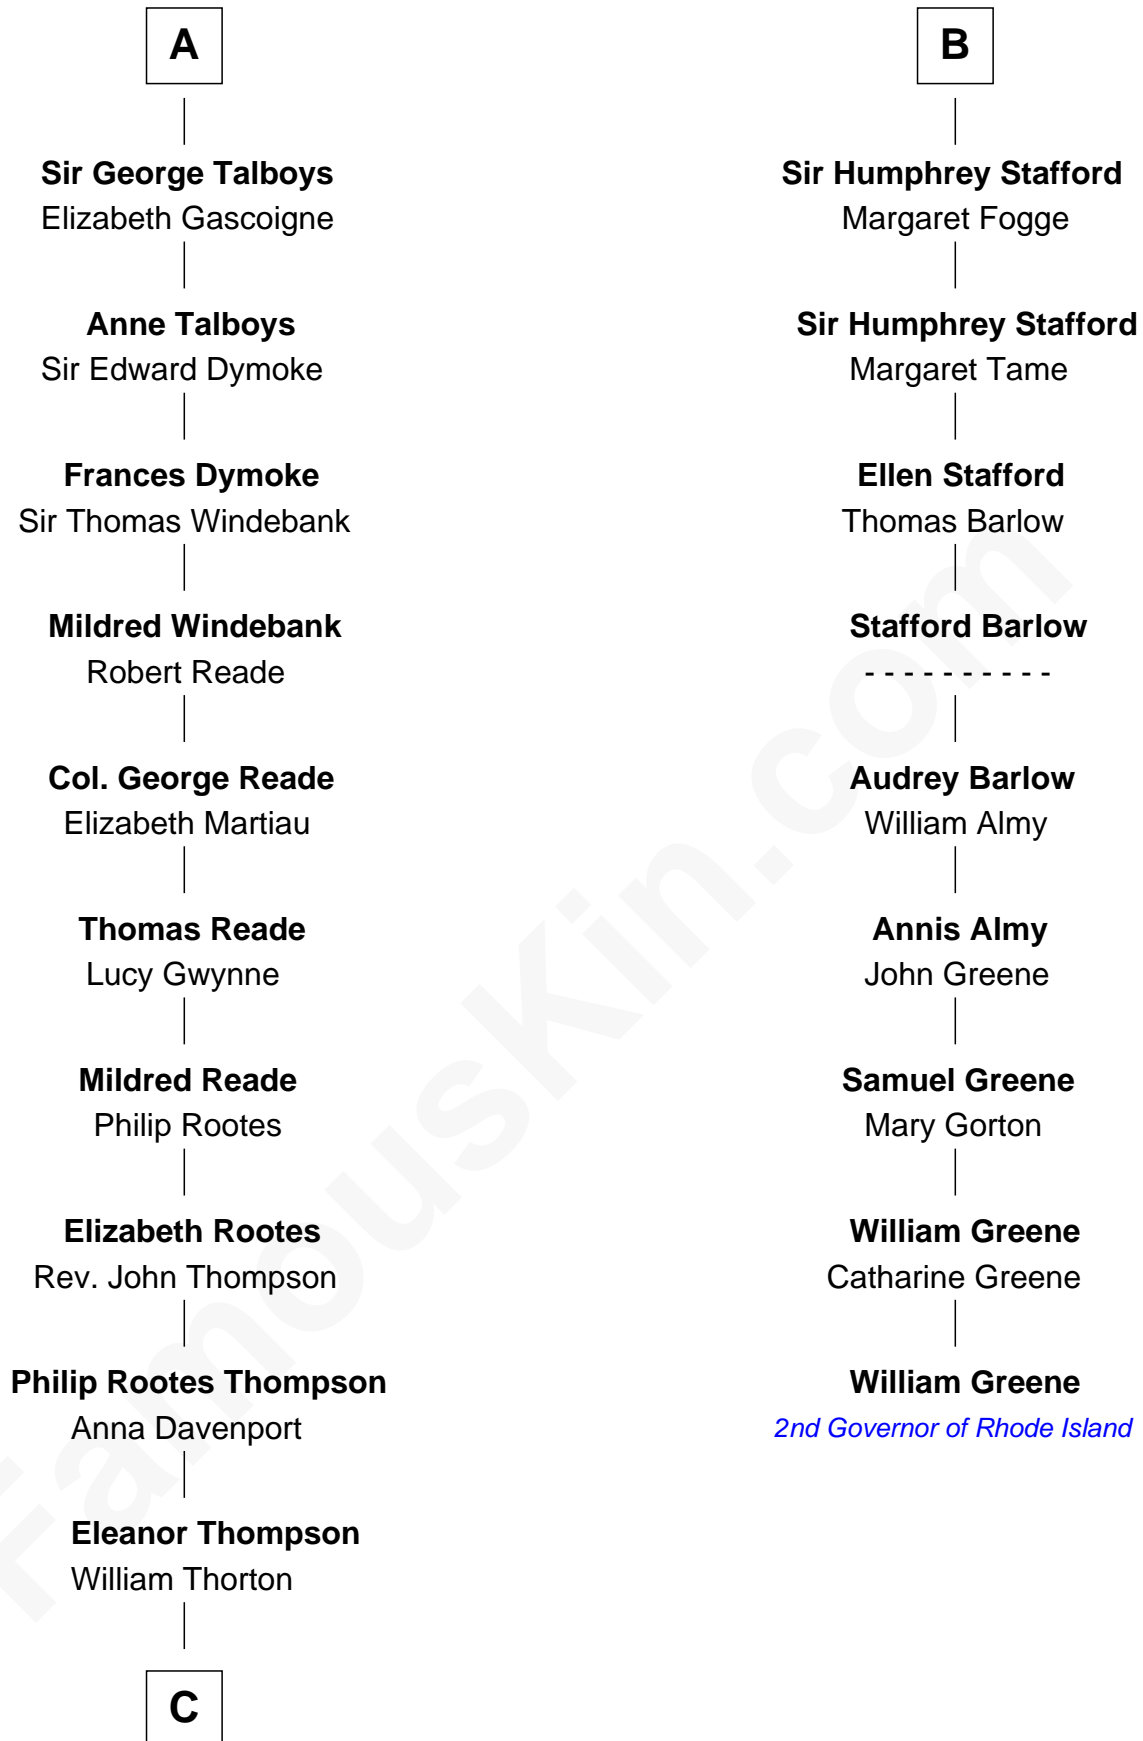 A
Sir George Talboys
Elizabeth Gascoigne
Anne Talboys
Sir Edward Dymoke
Frances Dymoke
Sir Thomas Windebank
Mildred Windebank
Robert Reade
Col. George Reade
Elizabeth Martiau
Thomas Reade
Lucy Gwynne
Mildred Reade
Philip Rootes
Elizabeth Rootes
Rev. John Thompson
Philip Rootes Thompson
Anna Davenport
Eleanor Thompson
William Thorton
C
B
Sir Humphrey Stafford
Margaret Fogge
Sir Humphrey Stafford
Margaret Tame
Ellen Stafford
Thomas Barlow
Stafford Barlow
- - - - - - - - - -
Audrey Barlow
William Almy
Annis Almy
John Greene
Samuel Greene
Mary Gorton
William Greene
Catharine Greene
William Greene
2nd Governor of Rhode Island
FamousKin.com